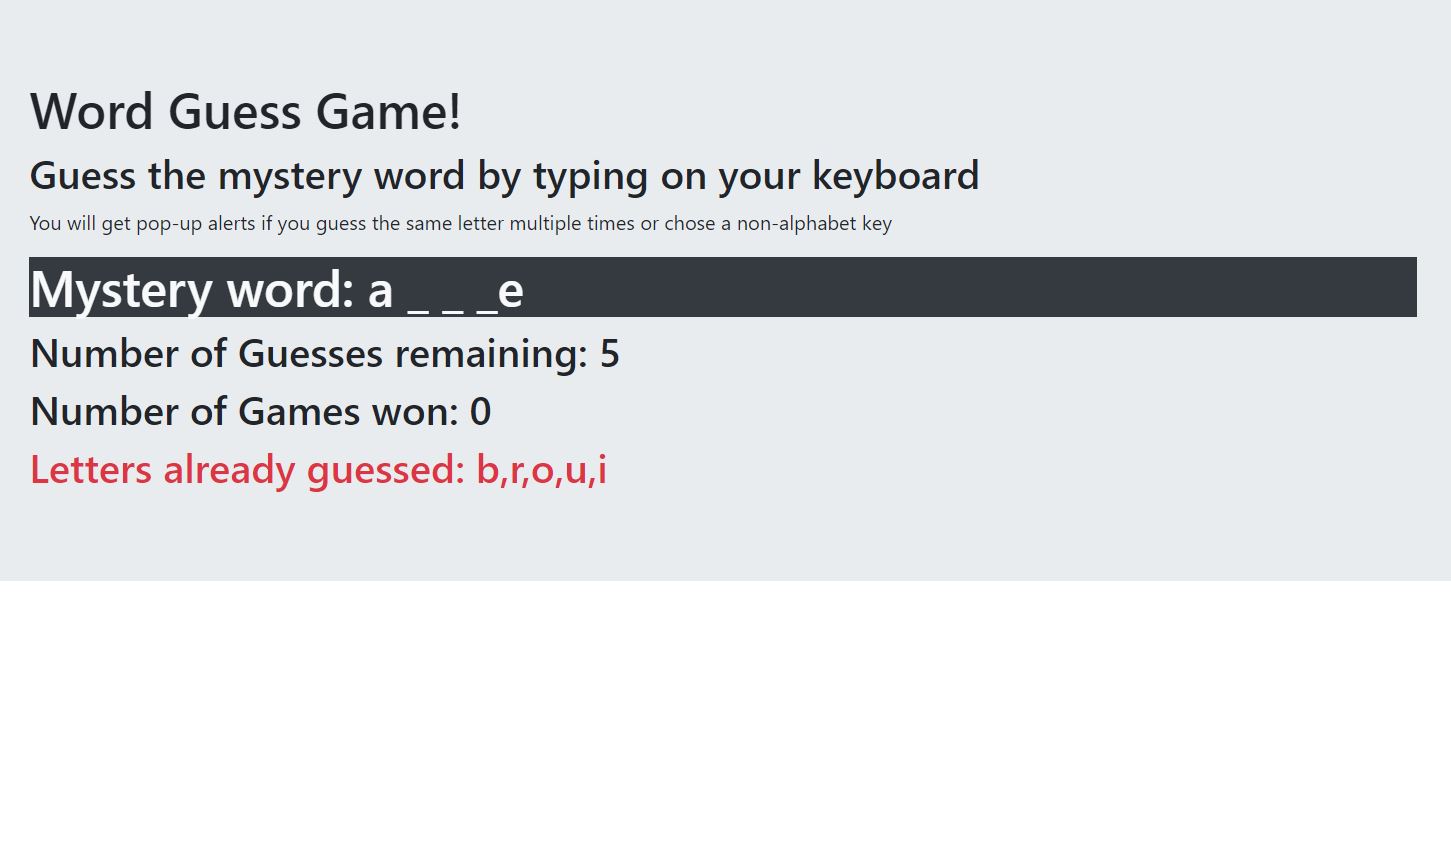 Word Guess Game!
Guess the mystery word by typing on your keyboard
You will get pop-up alerts if you guess the same letter multiple times or chose a non-alphabet key
Mystery word: a _ _ _e
Number of Guesses remaining: 5
Number of Games won: 0
Letters already guessed: b,r,o,u,i